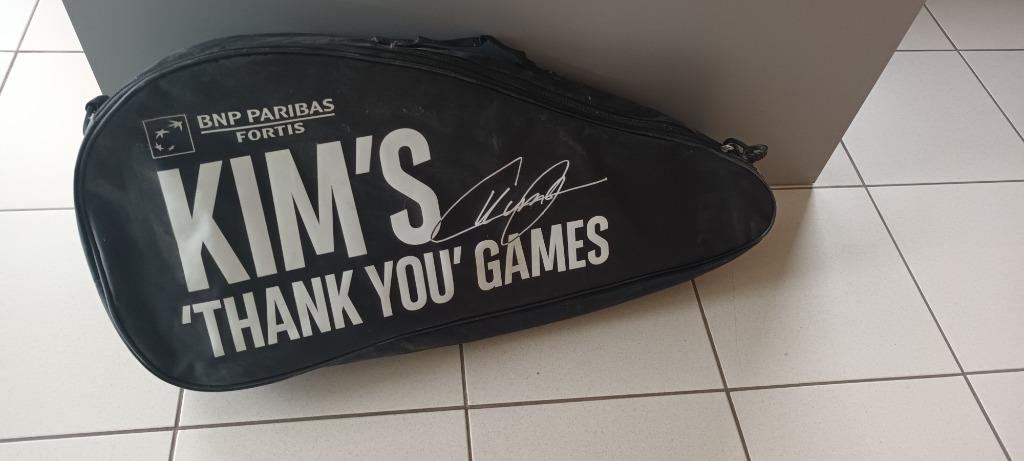 BNP PARIBAS
FORTIS
KIM'S
'THANK YOU' GAMES